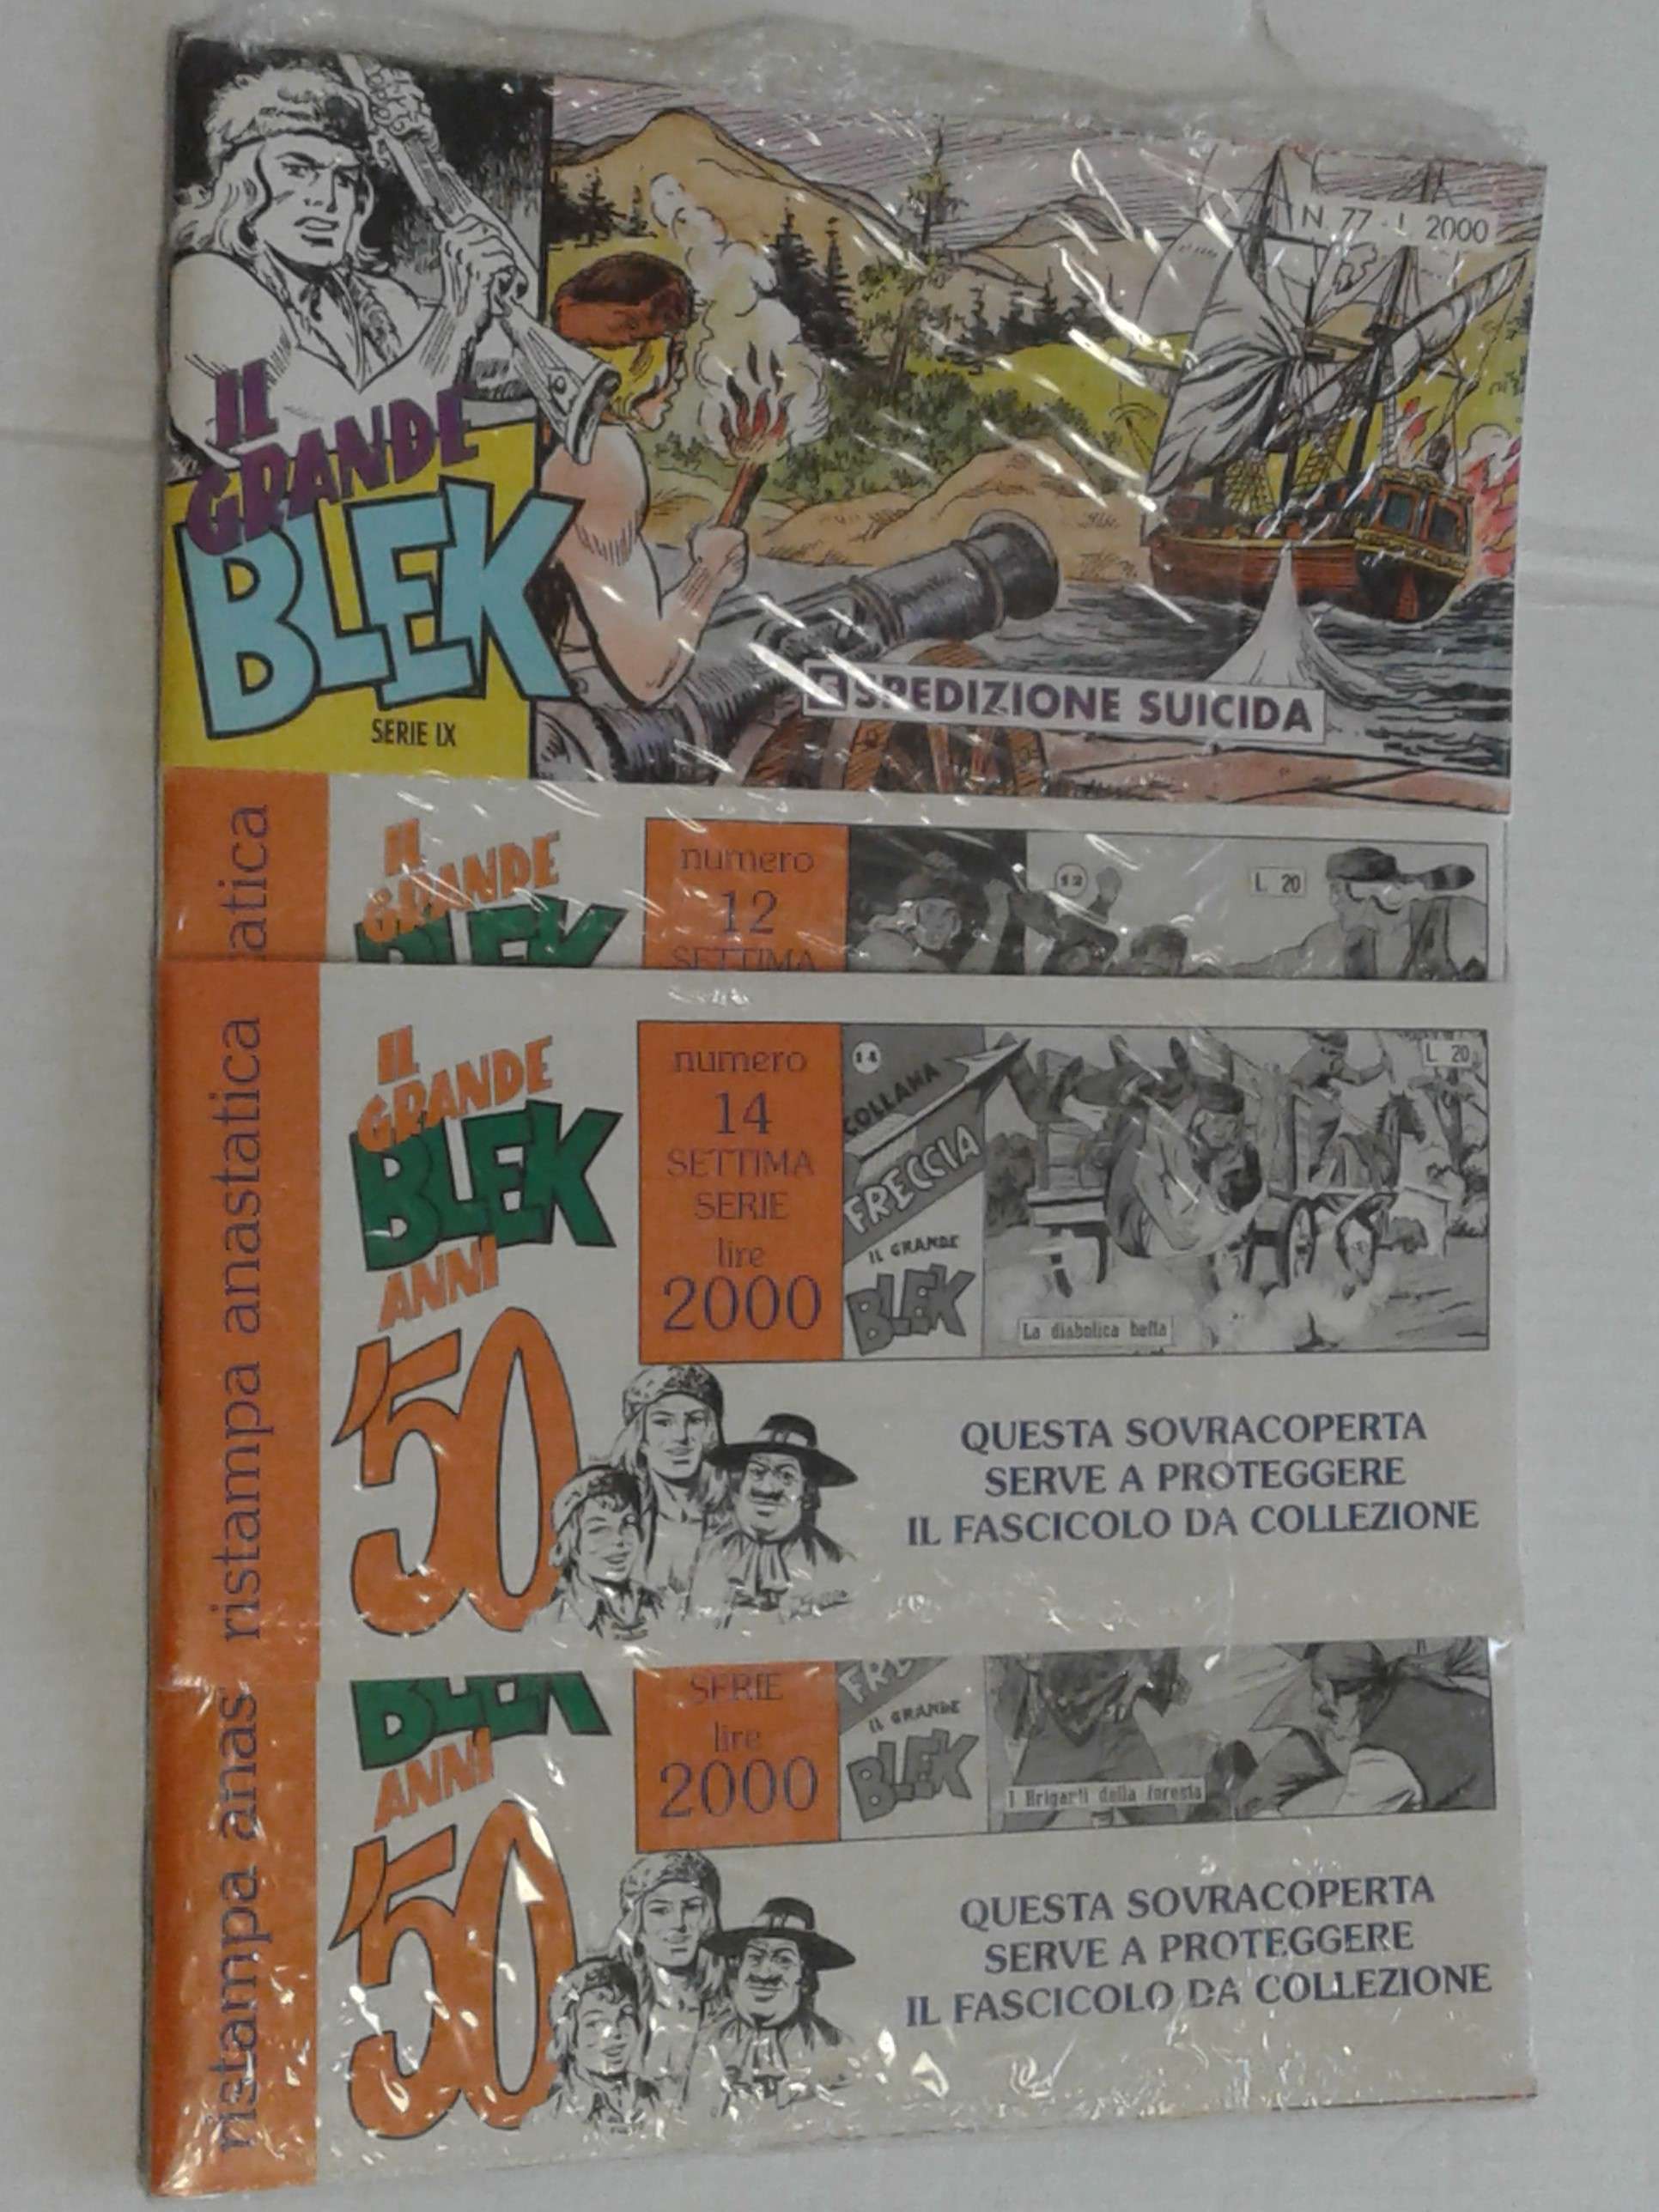 N. 77 - L. 2000
IL
GRANDE
BLEK
SERIE IX
SPEDIZIONE SUICIDA
ristampa anastatica
IL
GRANDE
BLEK
numero
12
SETTIMA
12
L. 20
IL
GRANDE
BLEK
ANNI
'50
numero
14
SETTIMA
SERIE
lire
2000
14
COLLANA
FRECCIA
IL GRANDE
BLEK
L. 20
La diabolica beffa
QUESTA SOVRACOPERTA
SERVE A PROTEGGERE
IL FASCICOLO DA COLLEZIONE
ristampa anas
BLEK
ANNI
'50
SERIE
lire
2000
IL GRANDE
BLEK
I Briganti della foresta
QUESTA SOVRACOPERTA
SERVE A PROTEGGERE
IL FASCICOLO DA COLLEZIONE